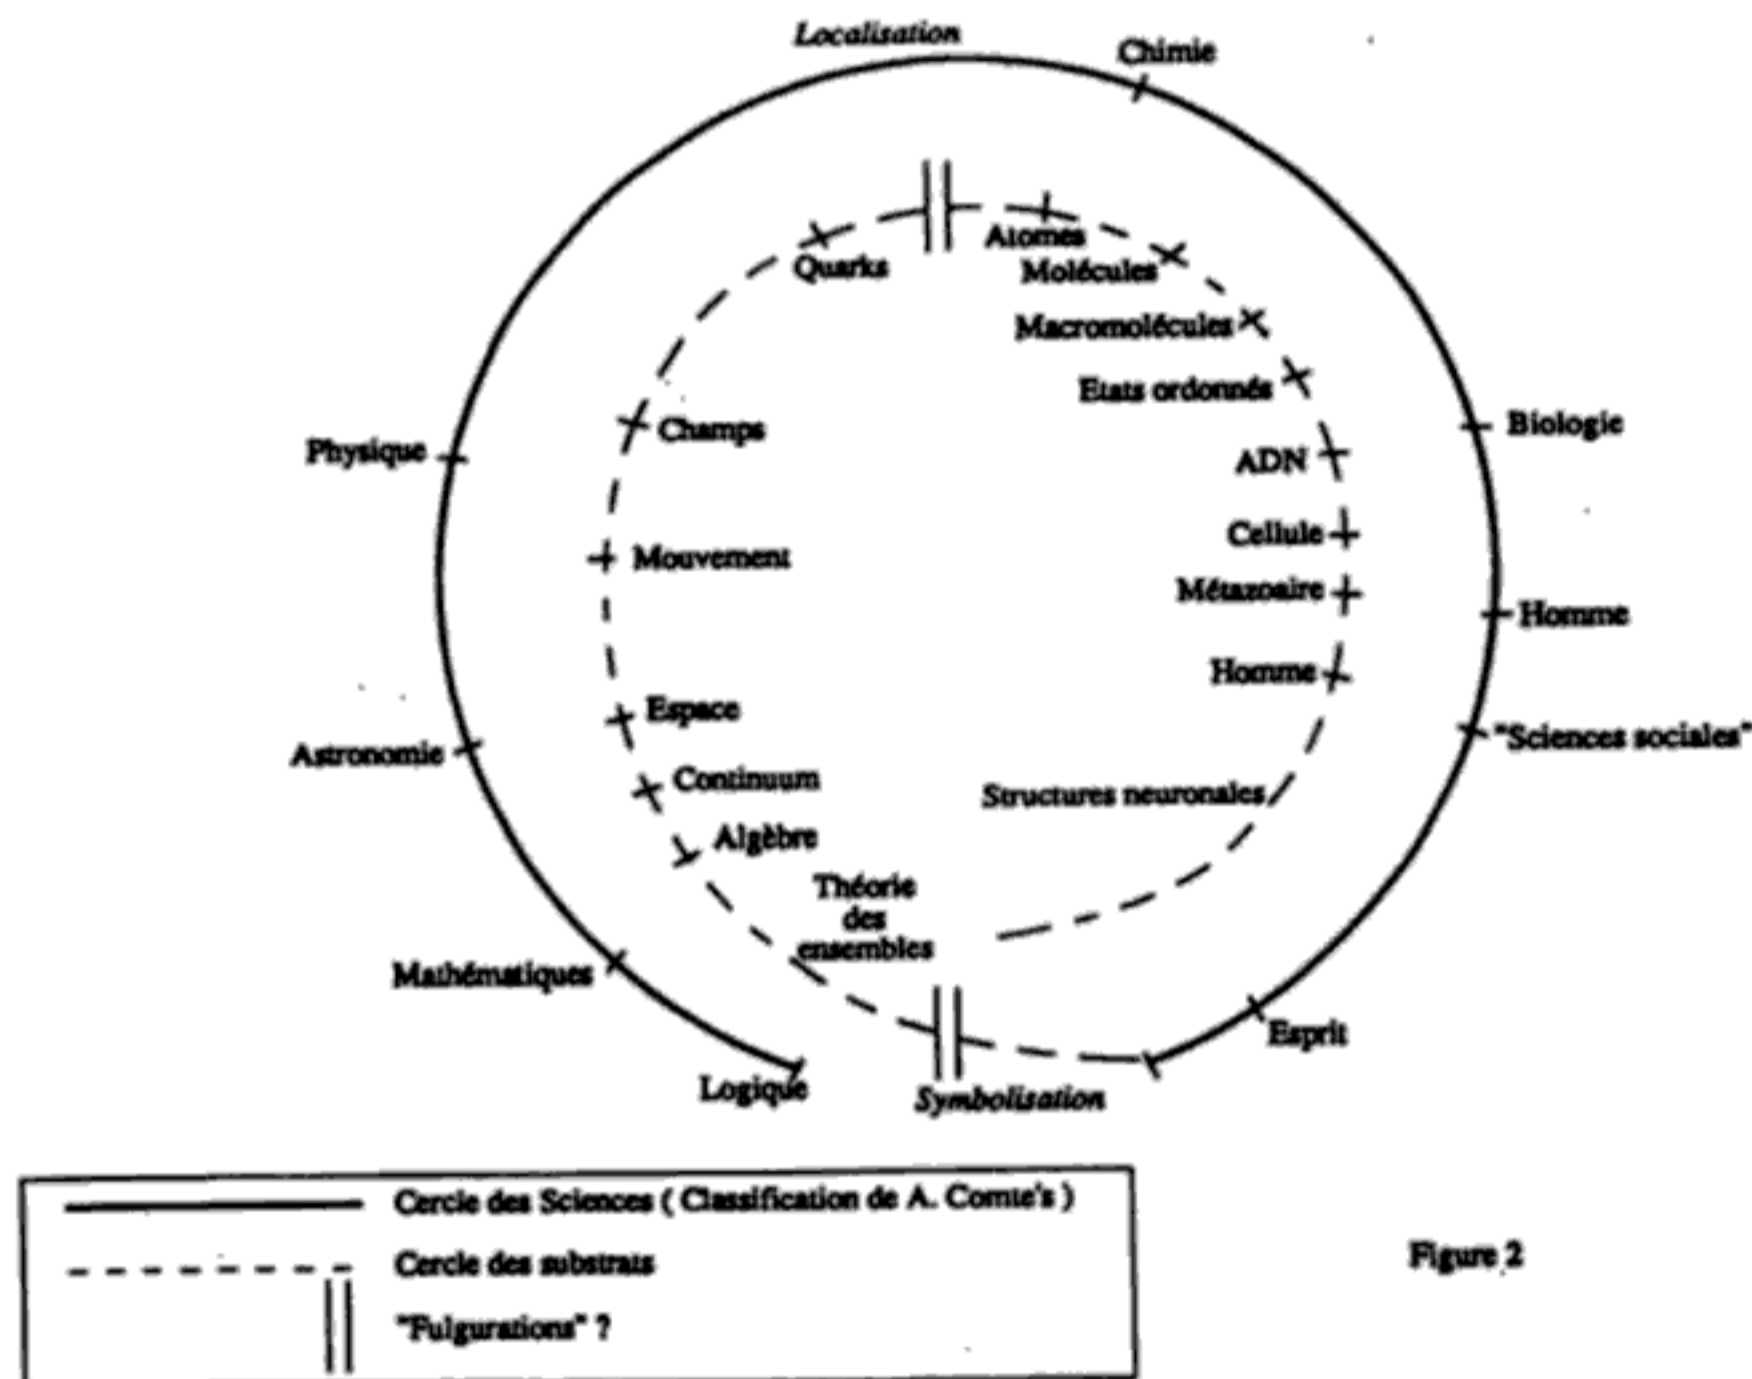 Localisation
Chimie
Atomes
Quarks
Molécules
Macromolécules
Etats ordonnés
Physique
Champs
Biologie
ADN
Cellule
Mouvement
Métazoaire
Homme
Homme
Espace
"Sciences sociales"
Astronomie
Continuum
Structures neuronales
Algèbre
Théorie
des
ensembles
Mathématiques
Esprit
Logique
Symbolisation
Cercle des Sciences ( Classification de A. Comte's )
Cercle des substrats
Figure 2
"Fulgurations" ?